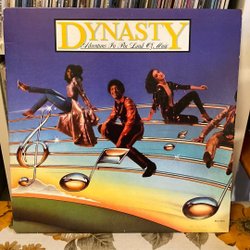 DYNASTY
Adventures In The Land Of Music